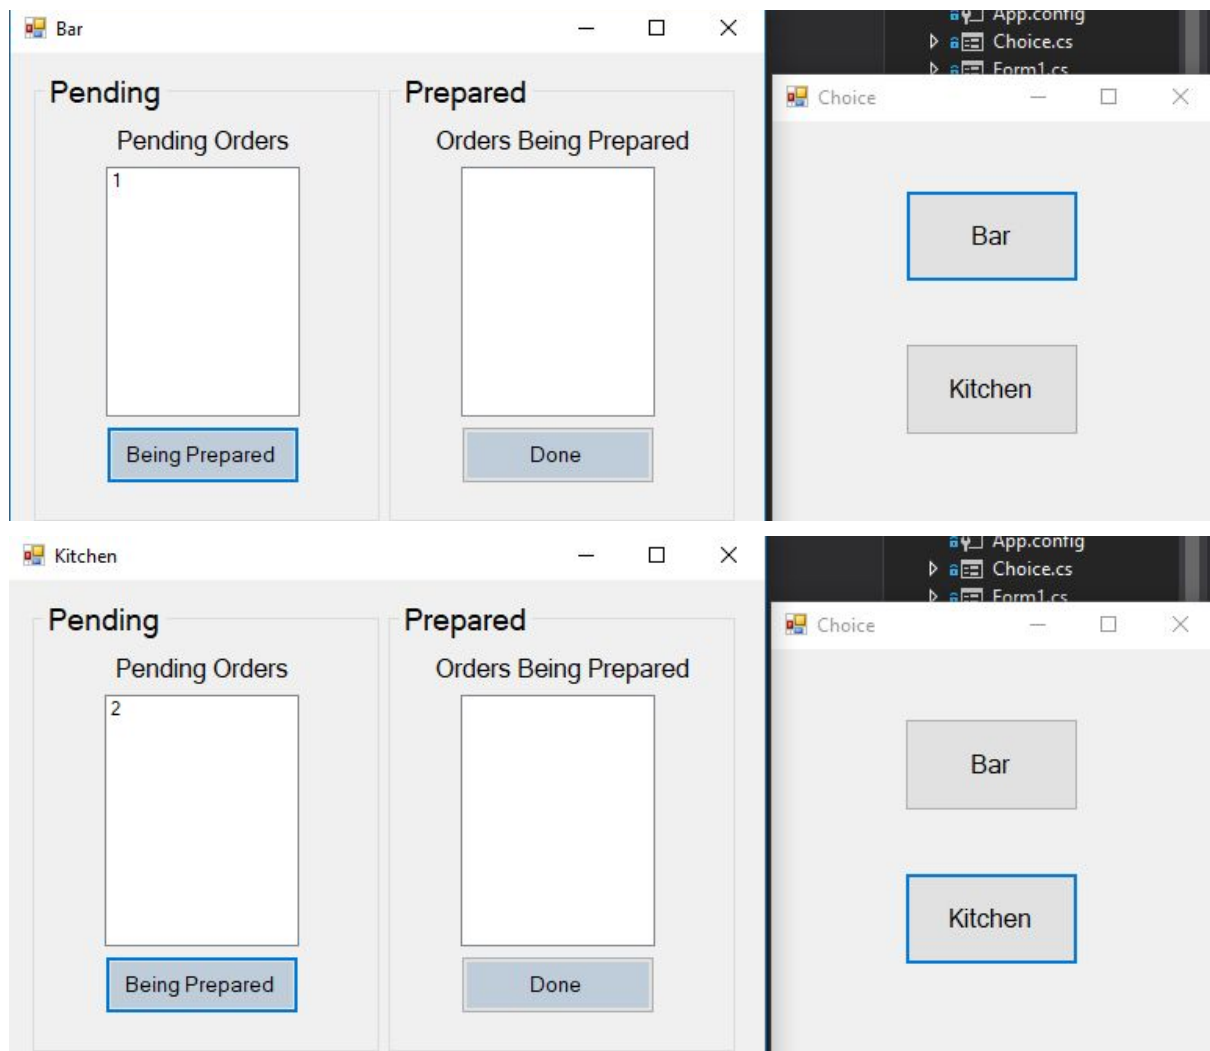 Bar
Pending
Prepared
Pending Orders
Orders Being Prepared
1
Being Prepared
Done
App.config
Choice.cs
Form1.cs
Choice
Bar
Kitchen
Kitchen
Pending
Prepared
Pending Orders
Orders Being Prepared
2
Being Prepared
Done
App.config
Choice.cs
Form1.cs
Choice
Bar
Kitchen